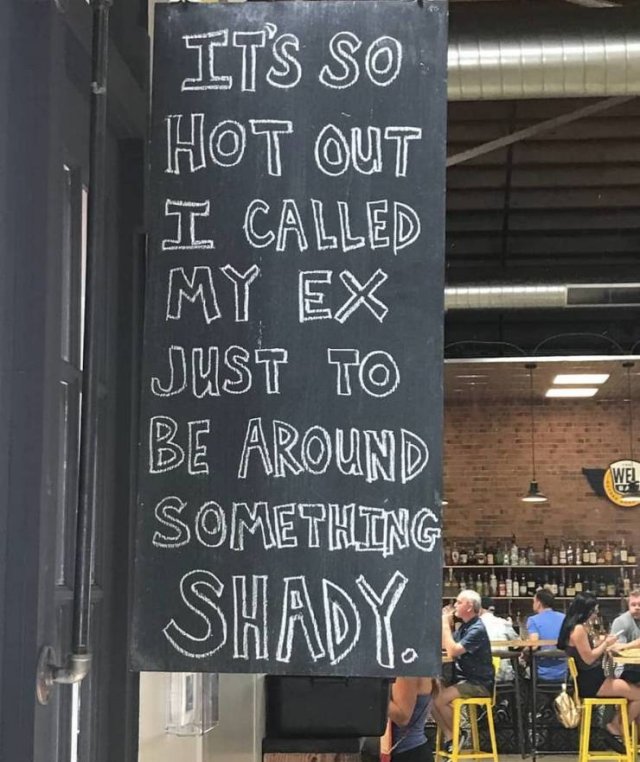 IT'S SO
HOT OUT
I CALLED
MY EX
JUST TO
BE AROUND
SOMETHING
SHADY.